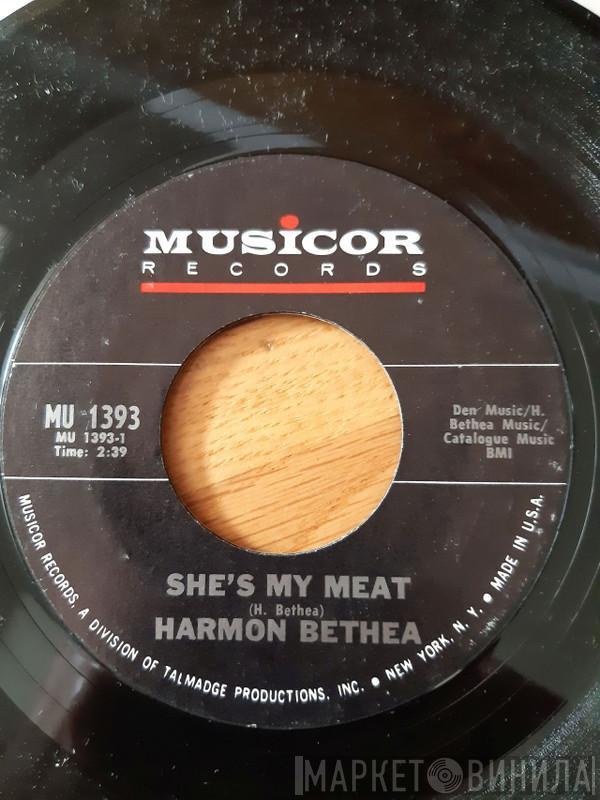 MUSICOR
RECORDS
MU 1393
MU 1393-1
Time: 2:39
Den Music/H.
Bethea Music/
Catalogue Music
BMI
SHE'S MY MEAT
(H. Bethea)
HARMON BETHEA
MUSICOR RECORDS, A DIVISION OF TALMADGE PRODUCTIONS, INC. • NEW YORK, N. Y. • MADE IN U.S.A.
МАРКЕТ ВИНИЛА